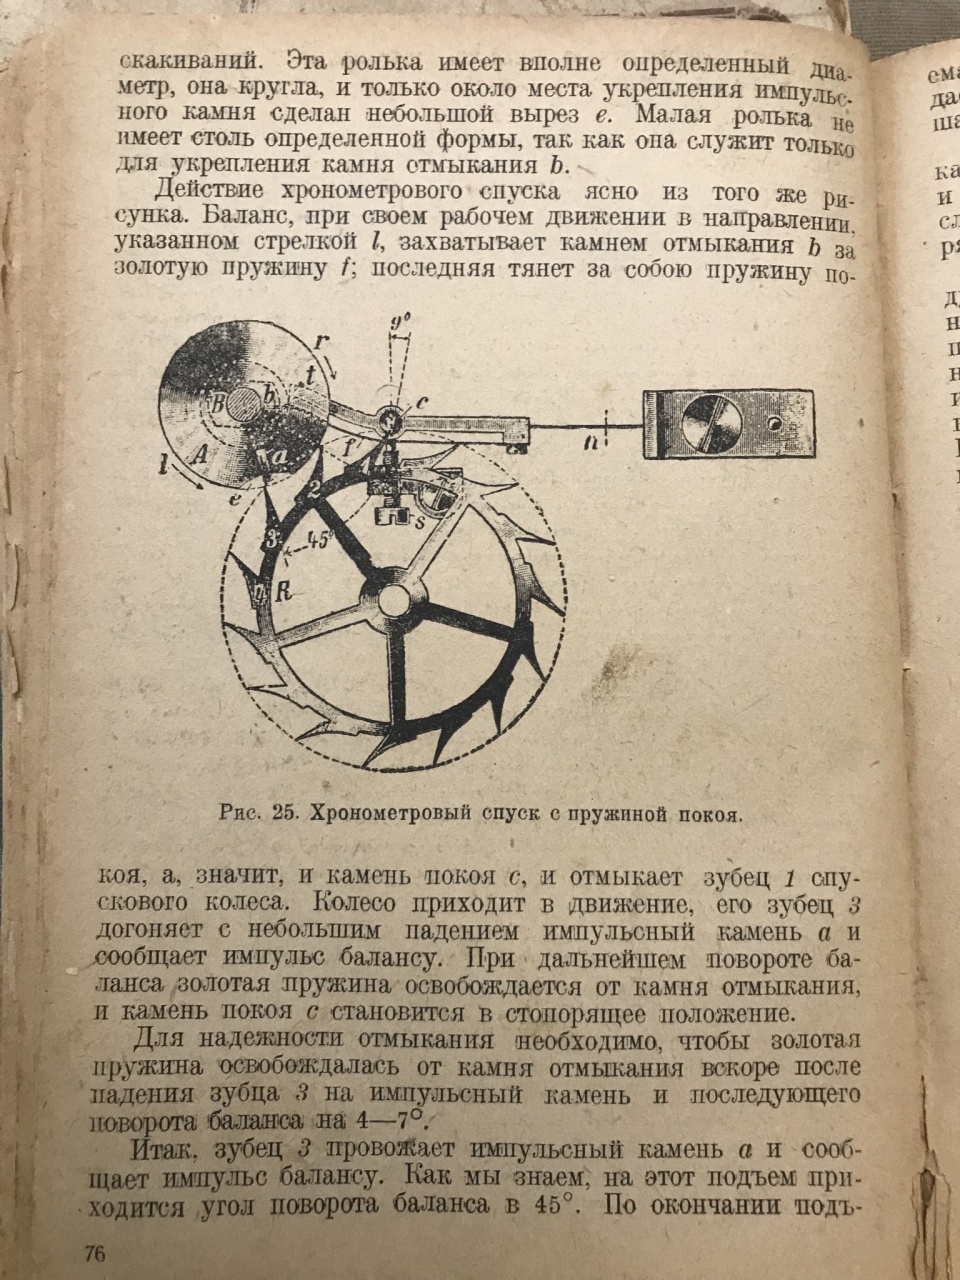 скакиваний. Эта ролька имеет вполне определенный диа-
метр, она кругла, и только около места укрепления импульс-
ного камня сделан небольшой вырез e. Малая ролька не
имеет столь определенной формы, так как она служит только
для укрепления камня отмыкания b.
Действие хронометрового спуска ясно из того же ри-
сунка. Баланс, при своем рабочем движении в направлении,
указанном стрелкой l, захватывает камнем отмыкания b за
золотую пружину f; последняя тянет за собою пружину по-
9°
r
t
c
B
b
n
A
a
f
l
1
e
2
s
3
45°
4
R
Рис. 25. Хронометровый спуск с пружиной покоя.
коя, а, значит, и камень покоя c, и отмыкает зубец 1 спу-
скового колеса. Колесо приходит в движение, его зубец 3
догоняет с небольшим падением импульсный камень a и
сообщает импульс балансу. При дальнейшем повороте ба-
ланса золотая пружина освобождается от камня отмыкания,
и камень покоя c становится в стопорящее положение.
Для надежности отмыкания необходимо, чтобы золотая
пружина освобождалась от камня отмыкания вскоре после
падения зубца 3 на импульсный камень и последующего
поворота баланса на 4—7°.
Итак, зубец 3 провожает импульсный камень a и сооб-
щает импульс балансу. Как мы знаем, на этот подъем при-
ходится угол поворота баланса в 45°. По окончании подъ-
76
ема
да
ша
ка
и
сл